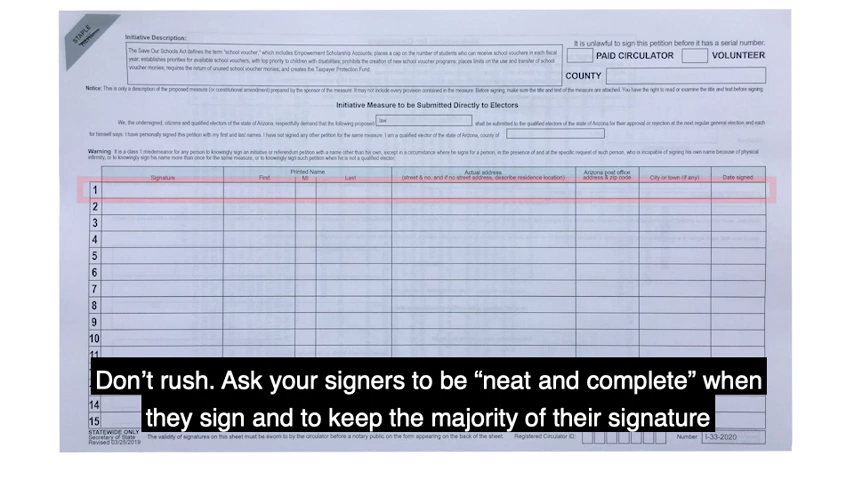 STAPLE
Initiative Description:
It is unlawful to sign this petition before it has a serial number.
The Save Our Schools Act defines the term "school voucher," which includes Empowerment Scholarship Accounts; places a cap on the number of students who can receive school vouchers in each fiscal
year; establishes priorities for available school vouchers, with top priority to children with disabilities; prohibits the creation of new school voucher programs; places limits on the use and transfer of school
voucher monies; requires the return of unused school voucher monies; and creates the Taxpayer Protection Fund.
PAID CIRCULATOR
VOLUNTEER
COUNTY
Notice: This is only a description of the proposed measure (or constitutional amendment) prepared by the sponsor of the measure. It may not include every provision contained in the measure. Before signing, make sure the title and text of the measure are attached. You have the right to read or examine the title and text before signing.
Initiative Measure to be Submitted Directly to Electors
We, the undersigned, citizens and qualified electors of the state of Arizona, respectfully demand that the following proposed law shall be submitted to the qualified electors of the state of Arizona for their approval or rejection at the next regular general election and each
for himself says: I have personally signed this petition with my first and last names. I have not signed any other petition for the same measure. I am a qualified elector of the state of Arizona, county of
Warning: It is a class 1 misdemeanor for any person to knowingly sign an initiative or referendum petition with a name other than his own, except in a circumstance where he signs for a person, in the presence of and at the specific request of such person, who is incapable of signing his own name because of physical
infirmity, or to knowingly sign his name more than once for the same measure, or to knowingly sign such petition when he is not a qualified elector.
Signature
Printed Name
First
MI
Last
Actual address
(street & no. and if no street address, describe residence location)
Arizona post office
address & zip code
City or town (if any)
Date signed
1
2
3
4
5
6
7
8
9
10
11
Don't rush. Ask your signers to be “neat and complete” when
they sign and to keep the majority of their signature
14
15
STATEWIDE ONLY
Secretary of State
Revised 03/25/2019
The validity of signatures on this sheet must be sworn to by the circulator before a notary public on the form appearing on the back of the sheet.
Registered Circulator ID:
Number
I-33-2020